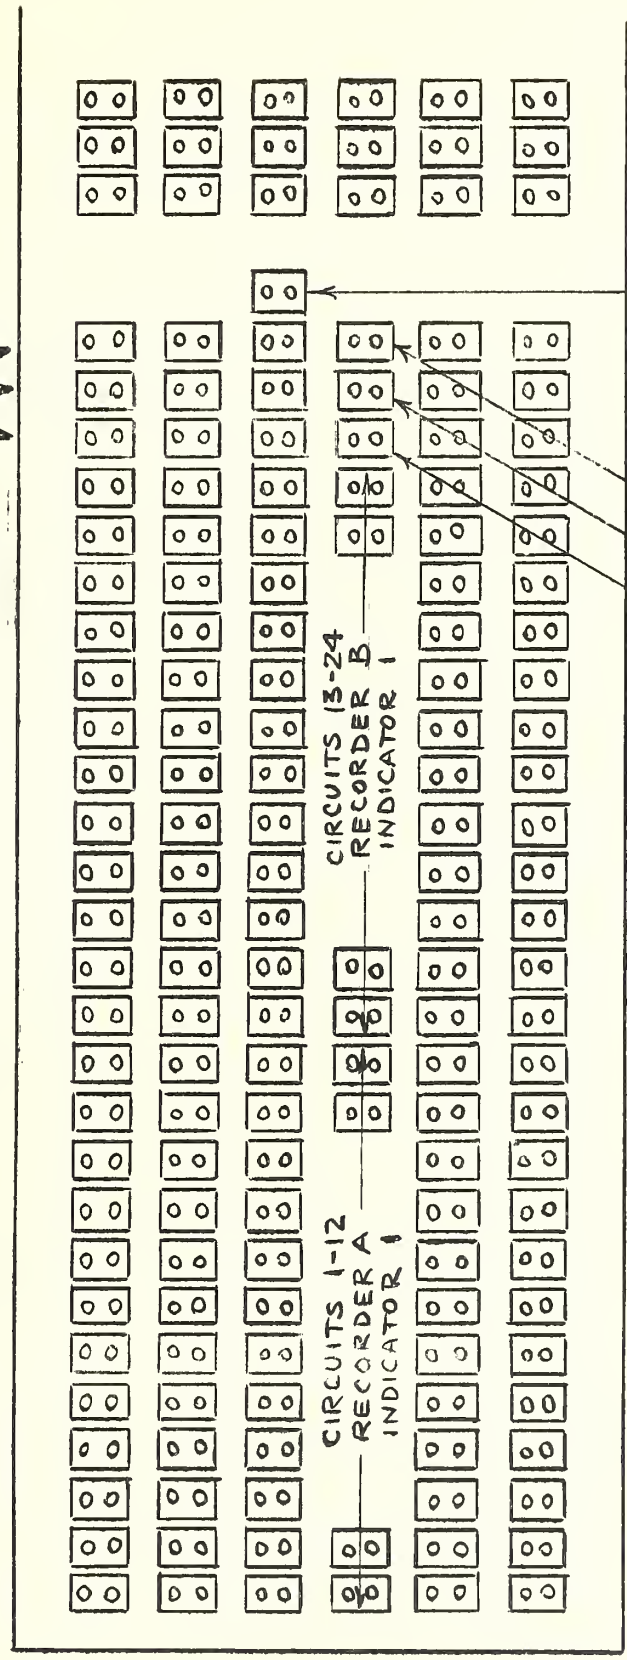 CIRCUITS 13-24
RECORDER B
INDICATOR 1
CIRCUITS 1-12
RECORDER A
INDICATOR 1